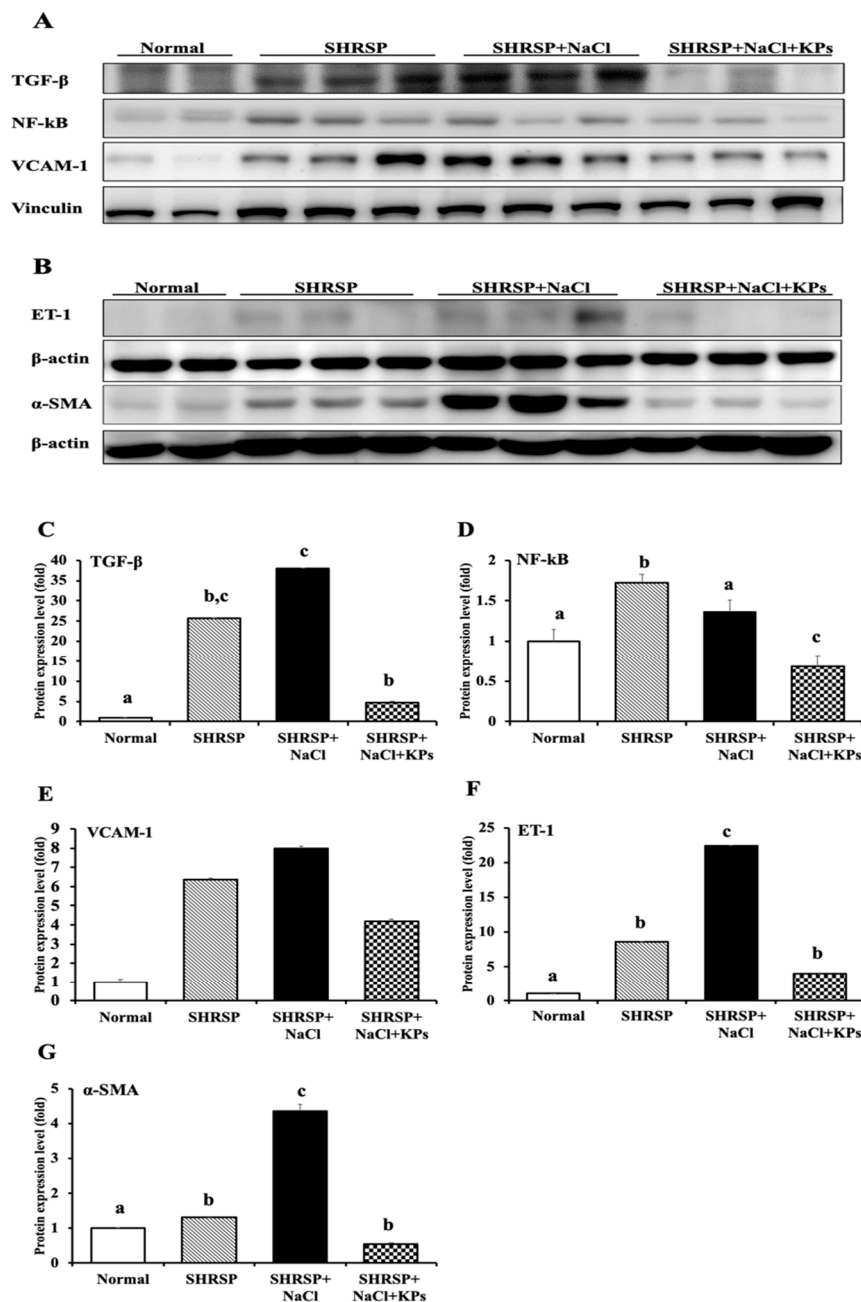 A
Normal SHRSP SHRSP+NaCl SHRSP+NaCl+KPs
TGF-β
NF-kB
VCAM-1
Vinculin
B
Normal SHRSP SHRSP+NaCl SHRSP+NaCl+KPs
ET-1
β-actin
α-SMA
β-actin
C
TGF-β
Protein expression level (fold)
40
35
30
25
20
15
10
5
0
a
b,c
c
b
Normal SHRSP SHRSP+ SHRSP+
NaCl NaCl+KPs
D
NF-kB
Protein expression level (fold)
2
1.5
1
0.5
0
a
b
a
c
Normal SHRSP SHRSP+ SHRSP+
NaCl NaCl+KPs
E
VCAM-1
Protein expression level (fold)
9
8
7
6
5
4
3
2
1
0
Normal SHRSP SHRSP+ SHRSP+
NaCl NaCl+KPs
F
ET-1
Protein expression level (fold)
25
20
15
10
5
0
a
b
c
b
Normal SHRSP SHRSP+ SHRSP+
NaCl NaCl+KPs
G
α-SMA
Protein expression level (fold)
5
4
3
2
1
0
a
b
c
b
Normal SHRSP SHRSP+ SHRSP+
NaCl NaCl+KPs